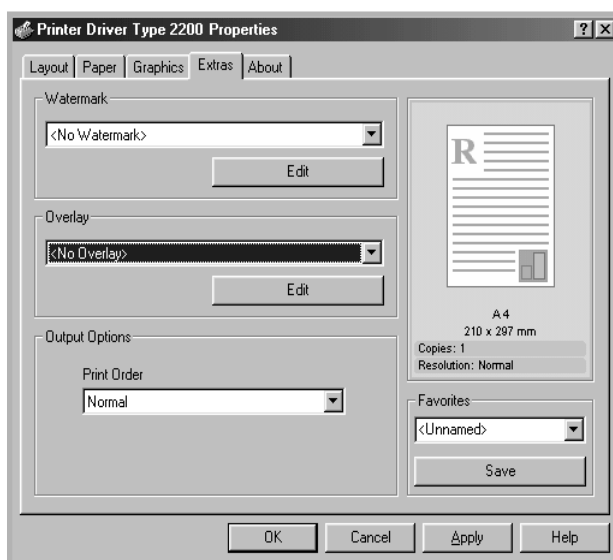 Printer Driver Type 2200 Properties
Layout Paper Graphics Extras About
Watermark
<No Watermark>
Edit
Overlay
<No Overlay>
Edit
Output Options
Print Order
Normal
R
A4
210 x 297 mm
Copies: 1
Resolution: Normal
Favorites
<Unnamed>
Save
OK Cancel Apply Help